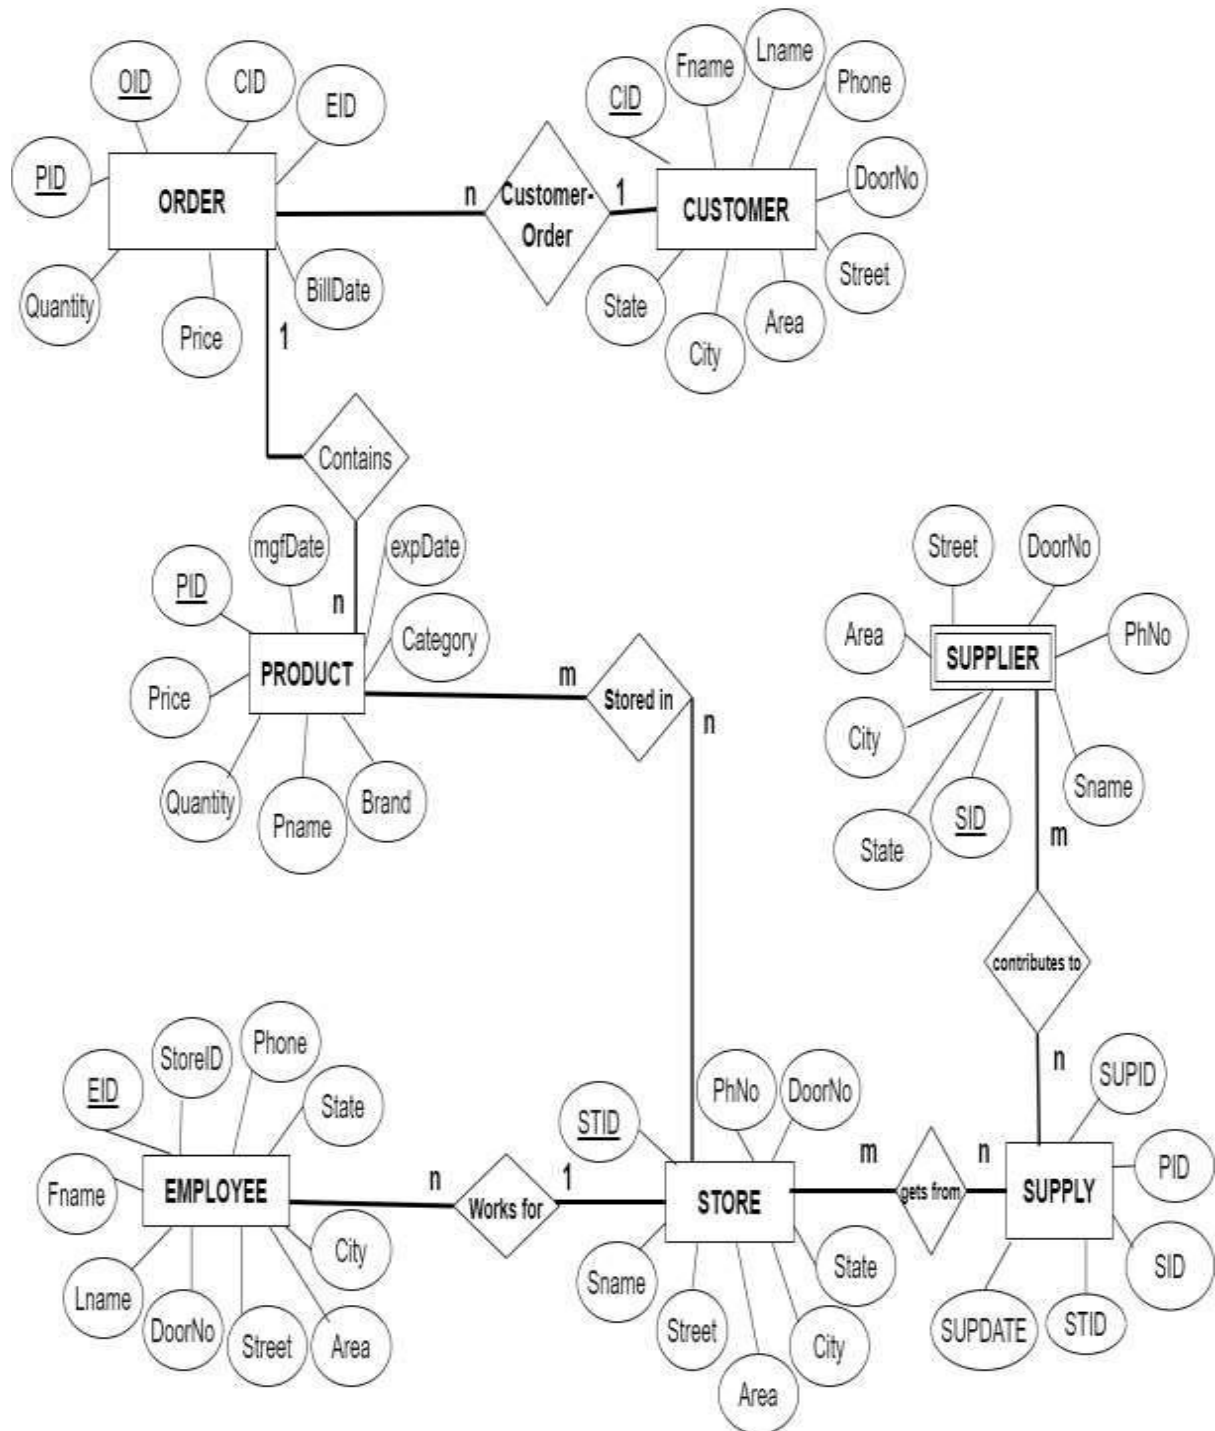 OID
CID
EID
PID
ORDER
Quantity
Price
BillDate
n
Customer-
Order
1
CID
Fname
Lname
Phone
DoorNo
CUSTOMER
Street
State
City
Area
1
Contains
n
mgfDate
expDate
PID
Category
PRODUCT
Price
Quantity
Pname
Brand
m
Stored in
n
Street
DoorNo
Area
SUPPLIER
PhNo
City
State
SID
Sname
m
contributes to
n
EID
StoreID
Phone
State
Fname
EMPLOYEE
Lname
DoorNo
Street
Area
City
n
Works for
1
STID
PhNo
DoorNo
STORE
Sname
Street
Area
City
State
m
gets from
n
SUPID
PID
SUPPLY
SID
SUPDATE
STID